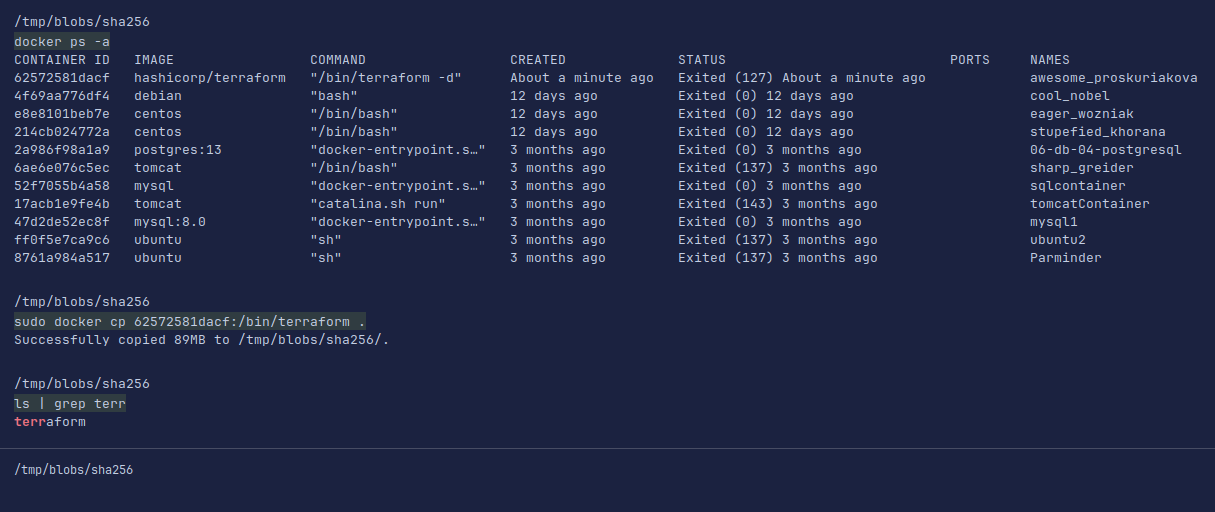 /tmp/blobs/sha256
docker ps -a
CONTAINER ID   IMAGE                 COMMAND                  CREATED              STATUS                            PORTS     NAMES
62572581dacf   hashicorp/terraform   "/bin/terraform -d"      About a minute ago   Exited (127) About a minute ago             awesome_proskuriakova
4f69aa776df4   debian                "bash"                   12 days ago          Exited (0) 12 days ago                      cool_nobel
e8e8101beb7e   centos                "/bin/bash"              12 days ago          Exited (0) 12 days ago                      eager_wozniak
214cb024772a   centos                "/bin/bash"              12 days ago          Exited (0) 12 days ago                      stupefied_khorana
2a986f98a1a9   postgres:13           "docker-entrypoint.s…"   3 months ago         Exited (0) 3 months ago                     06-db-04-postgresql
6ae6e076c5ec   tomcat                "/bin/bash"              3 months ago         Exited (137) 3 months ago                   sharp_greider
52f7055b4a58   mysql                 "docker-entrypoint.s…"   3 months ago         Exited (0) 3 months ago                     sqlcontainer
17acb1e9fe4b   tomcat                "catalina.sh run"        3 months ago         Exited (143) 3 months ago                   tomcatContainer
47d2de52ec8f   mysql:8.0             "docker-entrypoint.s…"   3 months ago         Exited (0) 3 months ago                     mysql1
ff0f5e7ca9c6   ubuntu                "sh"                     3 months ago         Exited (137) 3 months ago                   ubuntu2
8761a984a517   ubuntu                "sh"                     3 months ago         Exited (137) 3 months ago                   Parminder
/tmp/blobs/sha256
sudo docker cp 62572581dacf:/bin/terraform .
Successfully copied 89MB to /tmp/blobs/sha256/.
/tmp/blobs/sha256
ls | grep terr
terraform
/tmp/blobs/sha256